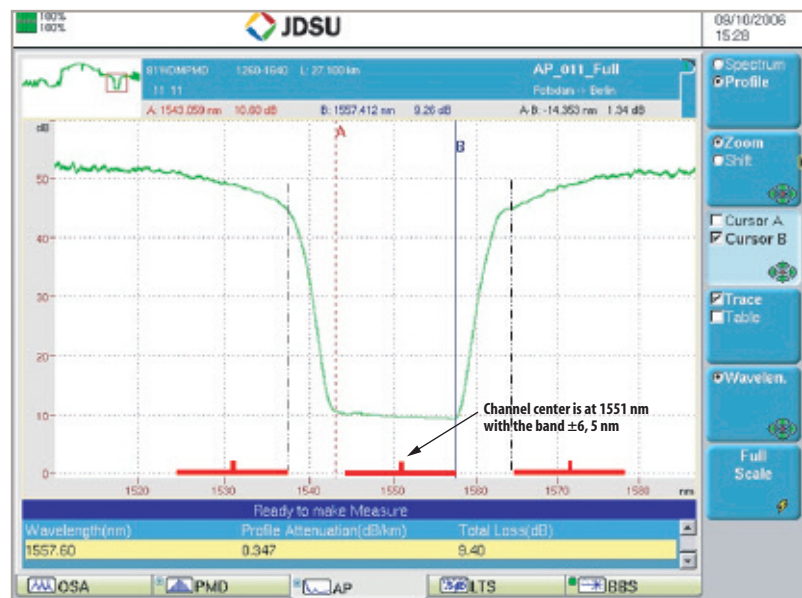 100%
100%
JDSU
09/10/2006
15:28
1260-1640 L: 27.100 km AP_011_Full
11 11 Potsdam -> Berlin
A: 1543.059 nm 10.60 dB B: 1557.412 nm 9.26 dB A-B: -14.353 nm 1.34 dB
dB
A
B
50
40
30
20
10
0
1520 1530 1540 1550 1560 1570 1580 nm
Channel center is at 1551 nm
with the band ±6, 5 nm
Ready to make Measure
Wavelength(nm) Profile Attenuation(dB/km) Total Loss(dB)
1557.60 0.347 9.40
OSA PMD AP LTS BBS
Spectrum
Profile
Zoom
Shift
Cursor A
Cursor B
Trace
Table
Wavelen.
Full
Scale